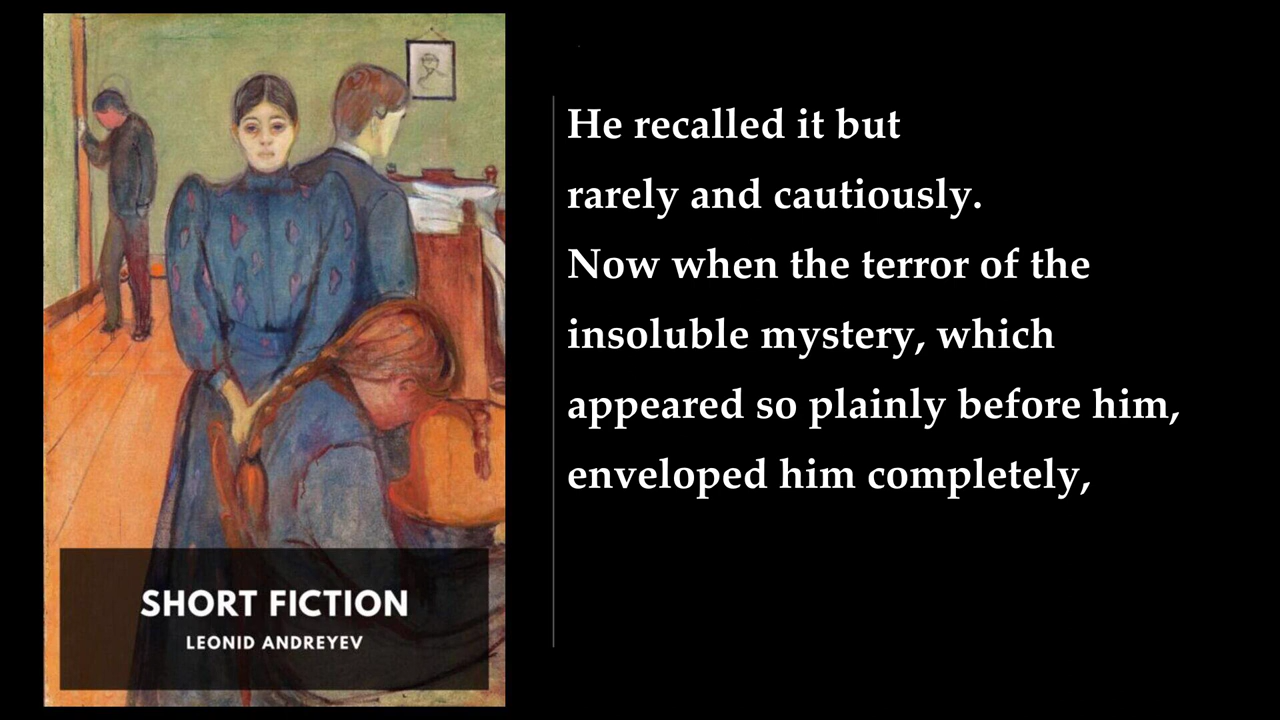 SHORT FICTION
LEONID ANDREYEV
He recalled it but
rarely and cautiously.
Now when the terror of the
insoluble mystery, which
appeared so plainly before him,
enveloped him completely,